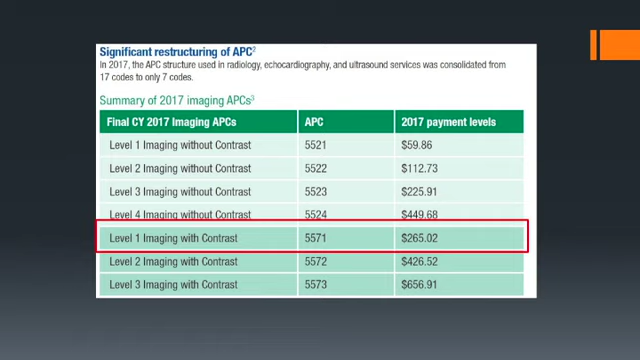 Significant restructuring of APC2
In 2017, the APC structure used in radiology, echocardiography, and ultrasound services was consolidated from
17 codes to only 7 codes.
Summary of 2017 imaging APCs3
Final CY 2017 Imaging APCs APC 2017 payment levels
Level 1 Imaging without Contrast 5521 $59.86
Level 2 Imaging without Contrast 5522 $112.73
Level 3 Imaging without Contrast 5523 $225.91
Level 4 Imaging without Contrast 5524 $449.68
Level 1 Imaging with Contrast 5571 $265.02
Level 2 Imaging with Contrast 5572 $426.52
Level 3 Imaging with Contrast 5573 $656.91